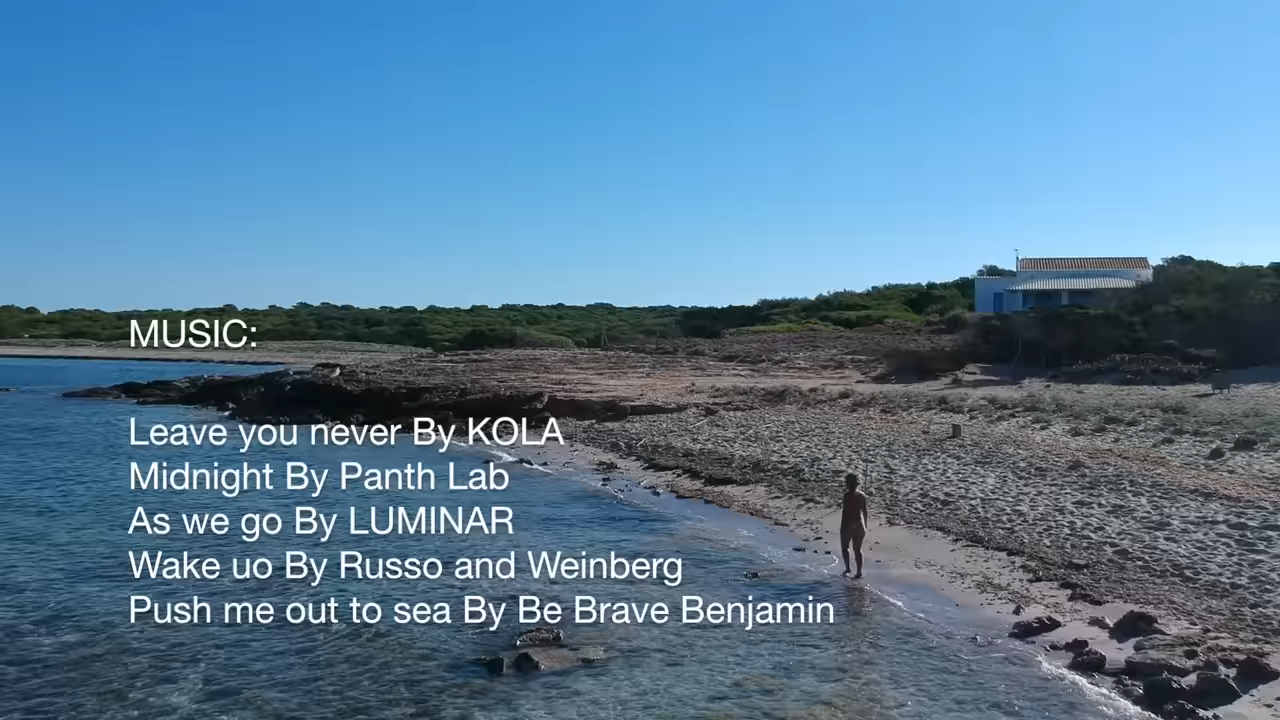 MUSIC:
Leave you never By KOLA
Midnight By Panth Lab
As we go By LUMINAR
Wake uo By Russo and Weinberg
Push me out to sea By Be Brave Benjamin